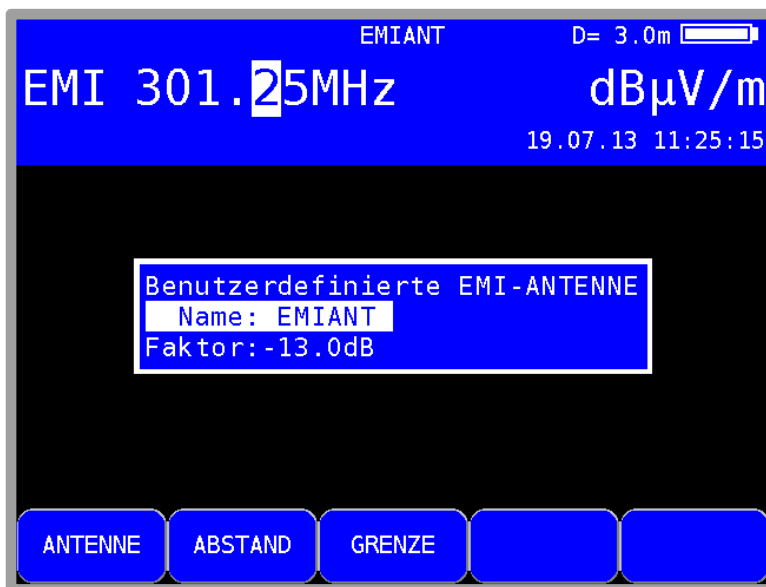 EMIANT D= 3.0m
EMI 301.25MHz dBµV/m
19.07.13 11:25:15
Benutzerdefinierte EMI-ANTENNE
Name: EMIANT
Faktor:-13.0dB
ANTENNE ABSTAND GRENZE